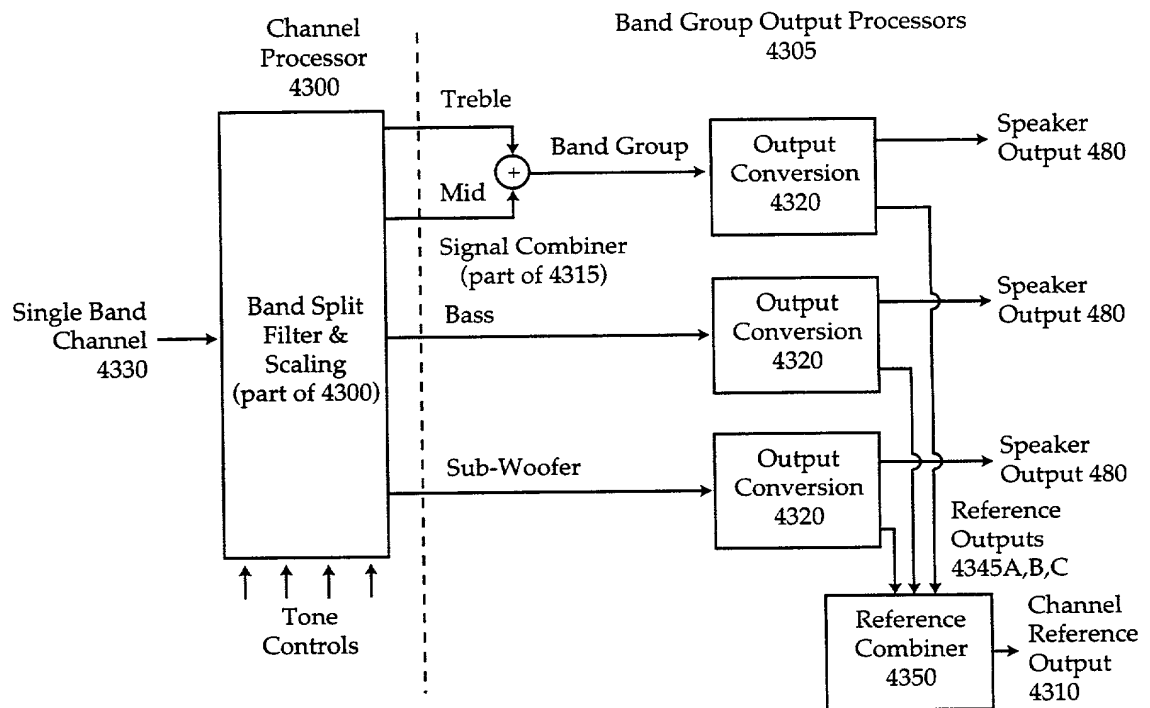 Channel
Processor
4300
Band Group Output Processors
4305
Treble
Band Group
Mid
Signal Combiner
(part of 4315)
Output
Conversion
4320
Speaker
Output 480
Single Band
Channel
4330
Band Split
Filter &
Scaling
(part of 4300)
Bass
Output
Conversion
4320
Speaker
Output 480
Sub-Woofer
Output
Conversion
4320
Speaker
Output 480
Reference
Outputs
4345A,B,C
Tone
Controls
Reference
Combiner
4350
Channel
Reference
Output
4310
+